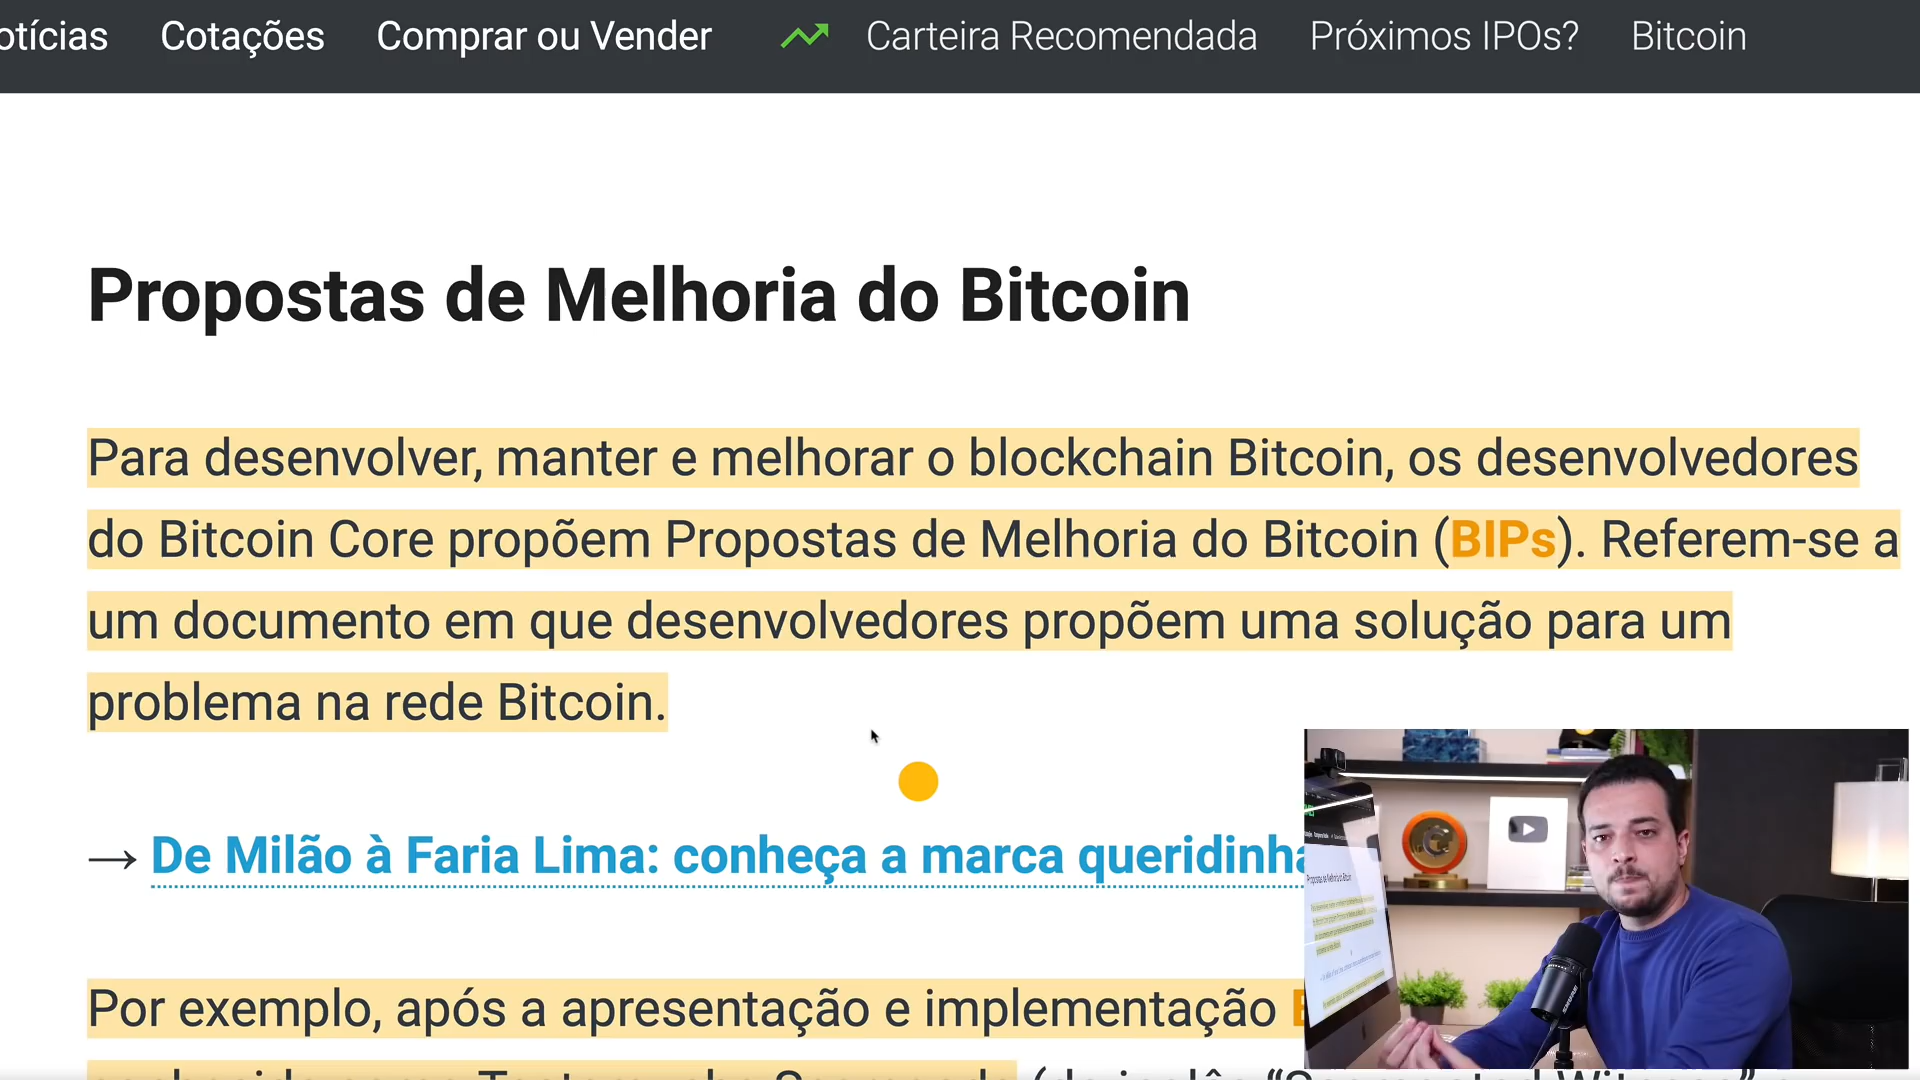 otícias Cotações Comprar ou Vender Carteira Recomendada Próximos IPOs? Bitcoin
Propostas de Melhoria do Bitcoin
Para desenvolver, manter e melhorar o blockchain Bitcoin, os desenvolvedores
do Bitcoin Core propõem Propostas de Melhoria do Bitcoin (BIPs). Referem-se a
um documento em que desenvolvedores propõem uma solução para um
problema na rede Bitcoin.
→ De Milão à Faria Lima: conheça a marca queridinha
Por exemplo, após a apresentação e implementação